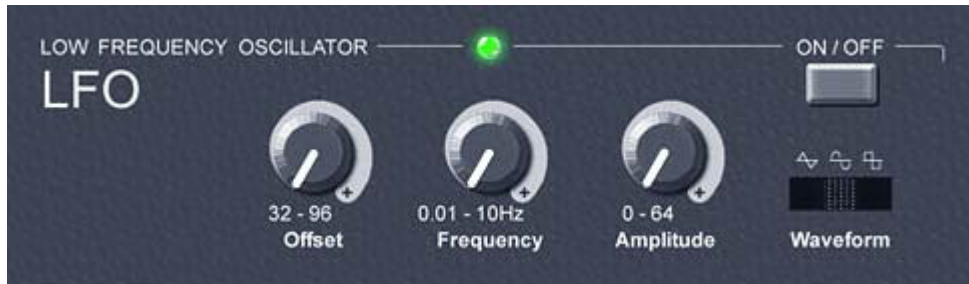 LOW FREQUENCY OSCILLATOR
ON / OFF
LFO
32 - 96
0.01 - 10Hz
0 - 64
Offset
Frequency
Amplitude
Waveform